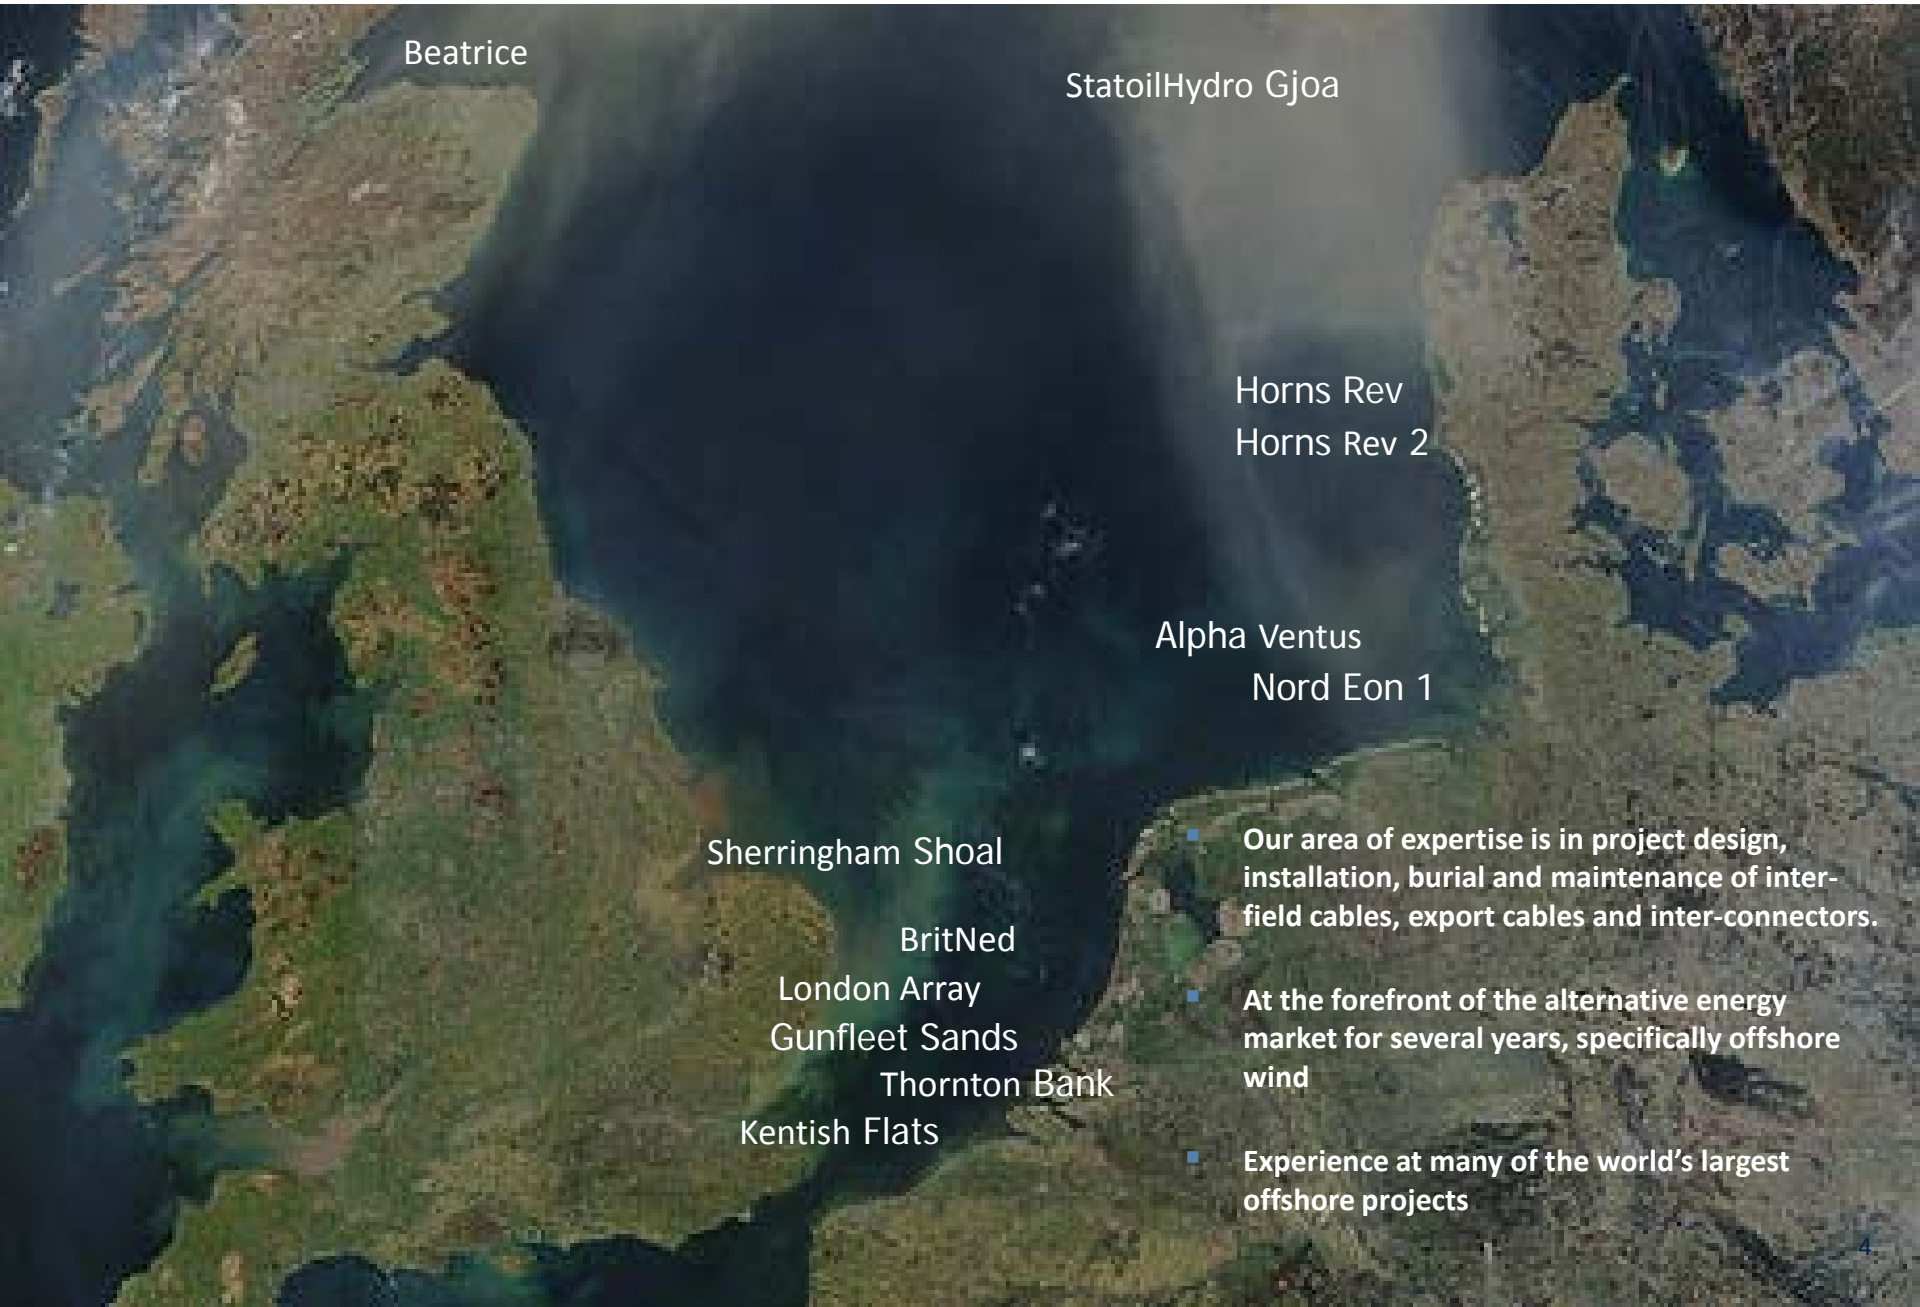 Beatrice
StatoilHydro Gjoa
Horns Rev
Horns Rev 2
Alpha Ventus
Nord Eon 1
Sherringham Shoal
BritNed
London Array
Gunfleet Sands
Thornton Bank
Kentish Flats
▪ Our area of expertise is in project design,
installation, burial and maintenance of inter-
field cables, export cables and inter-connectors.
▪ At the forefront of the alternative energy
market for several years, specifically offshore
wind
▪ Experience at many of the world’s largest
offshore projects
4